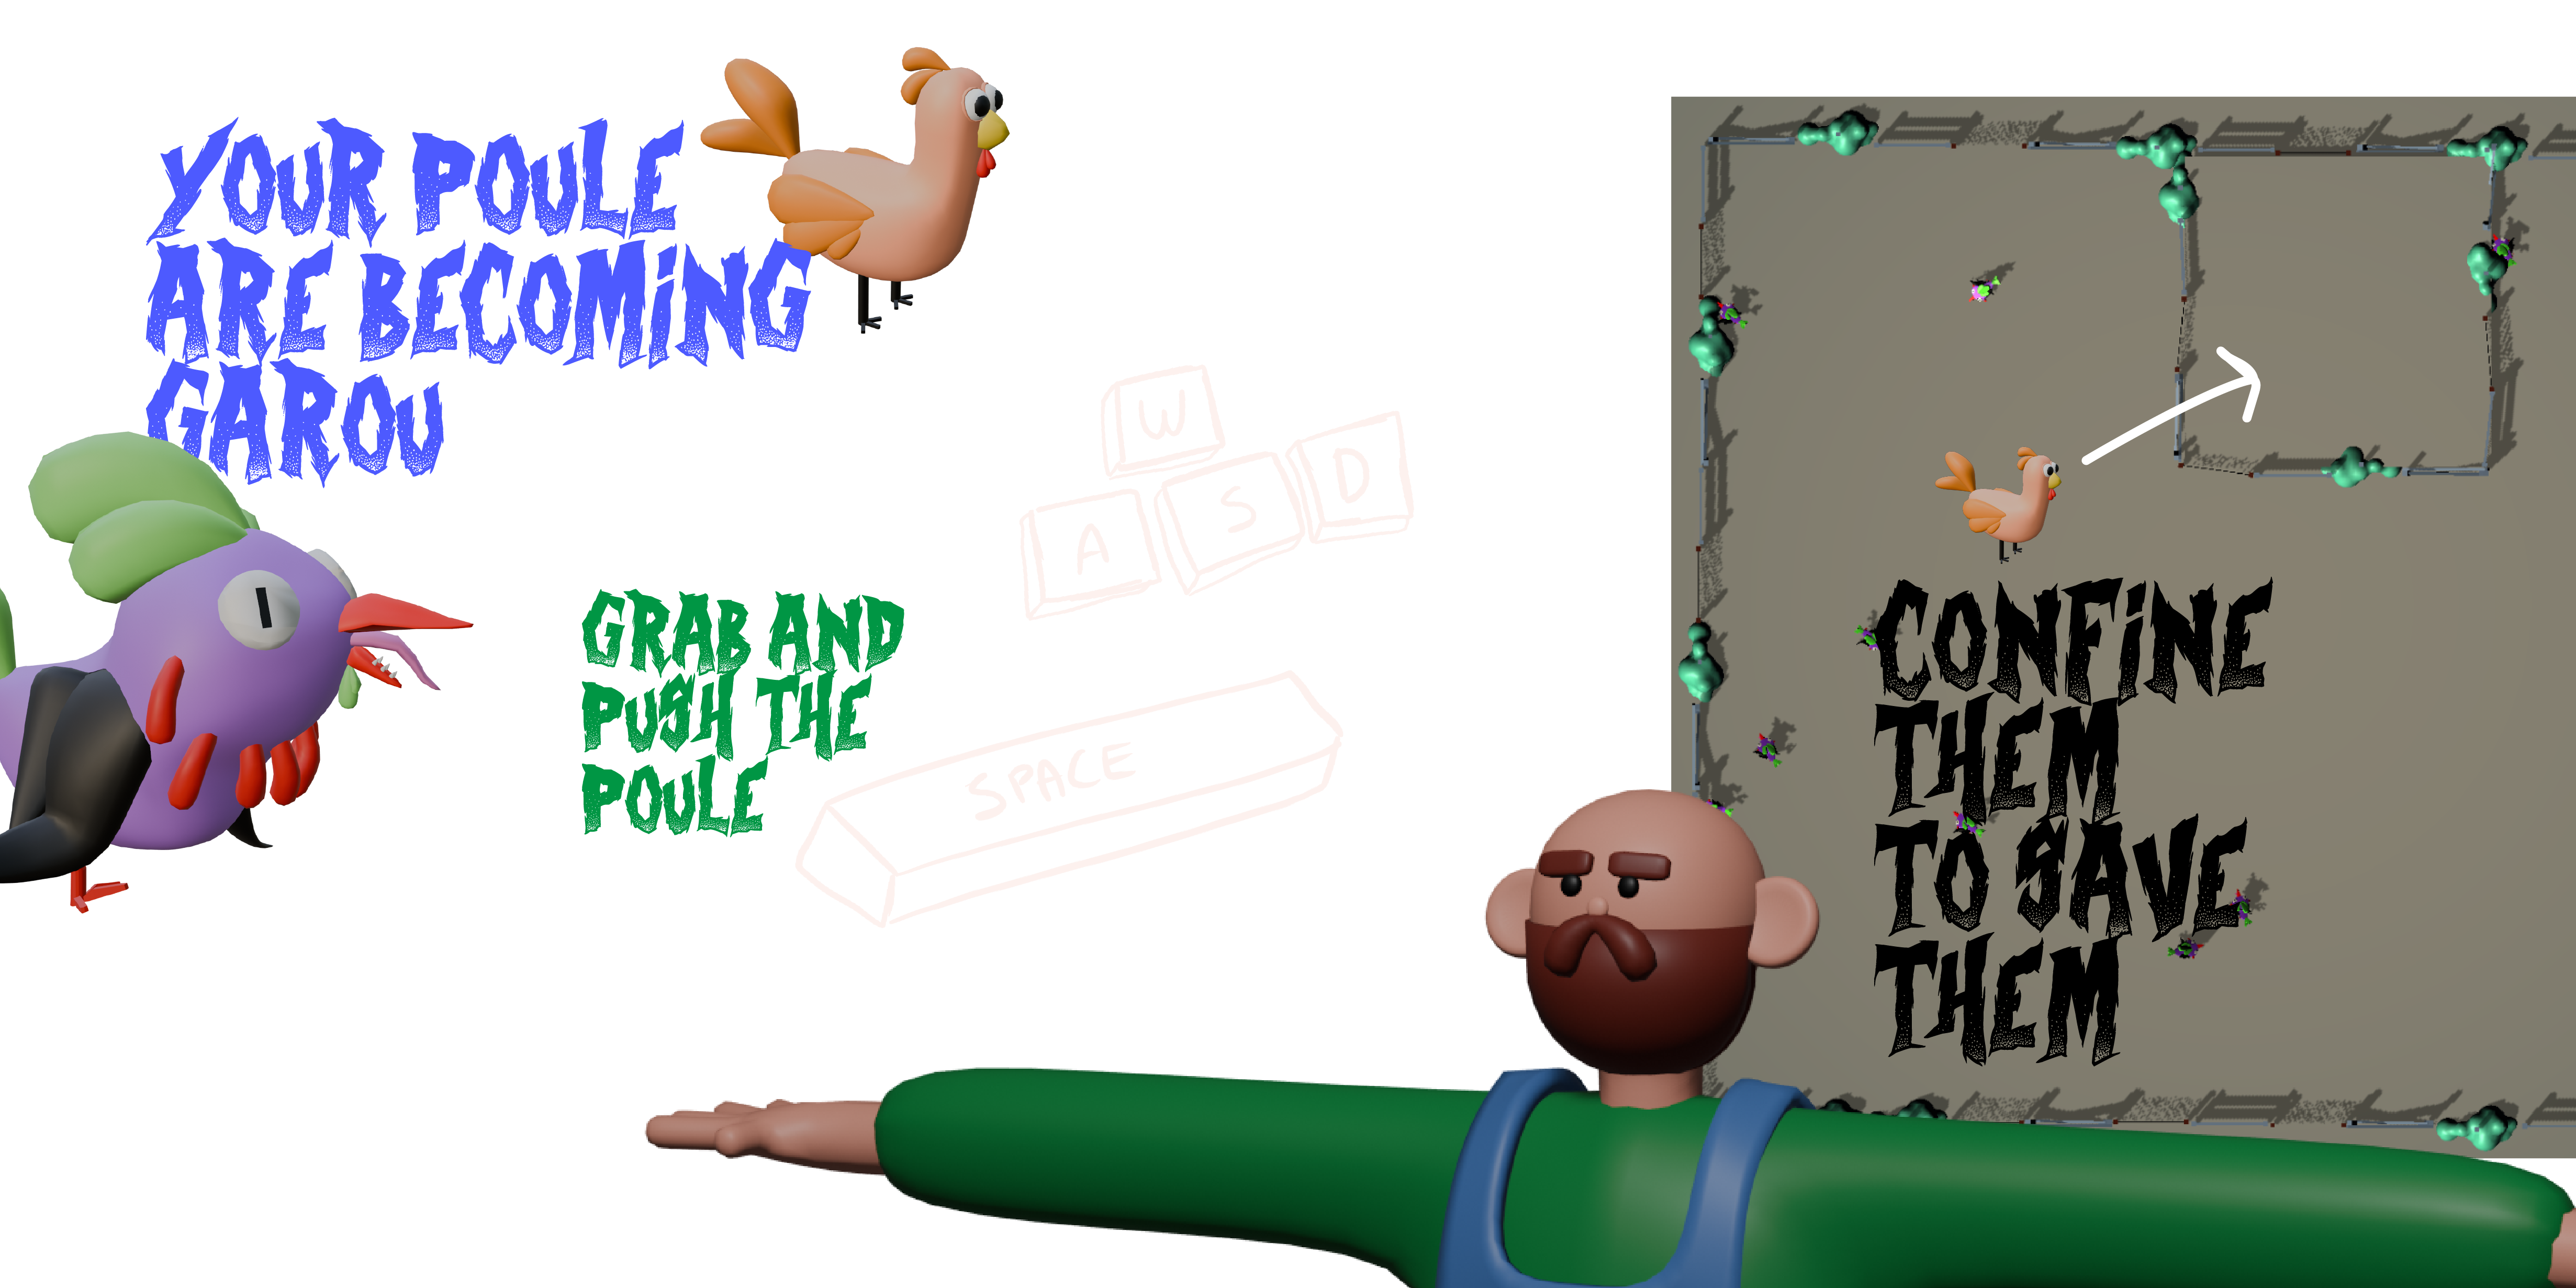 YOUR POULE
ARE BECOMING
GAROU
W
A S D
GRAB AND
PUSH THE
POULE
SPACE
CONFINE
THEM
TO SAVE
THEM